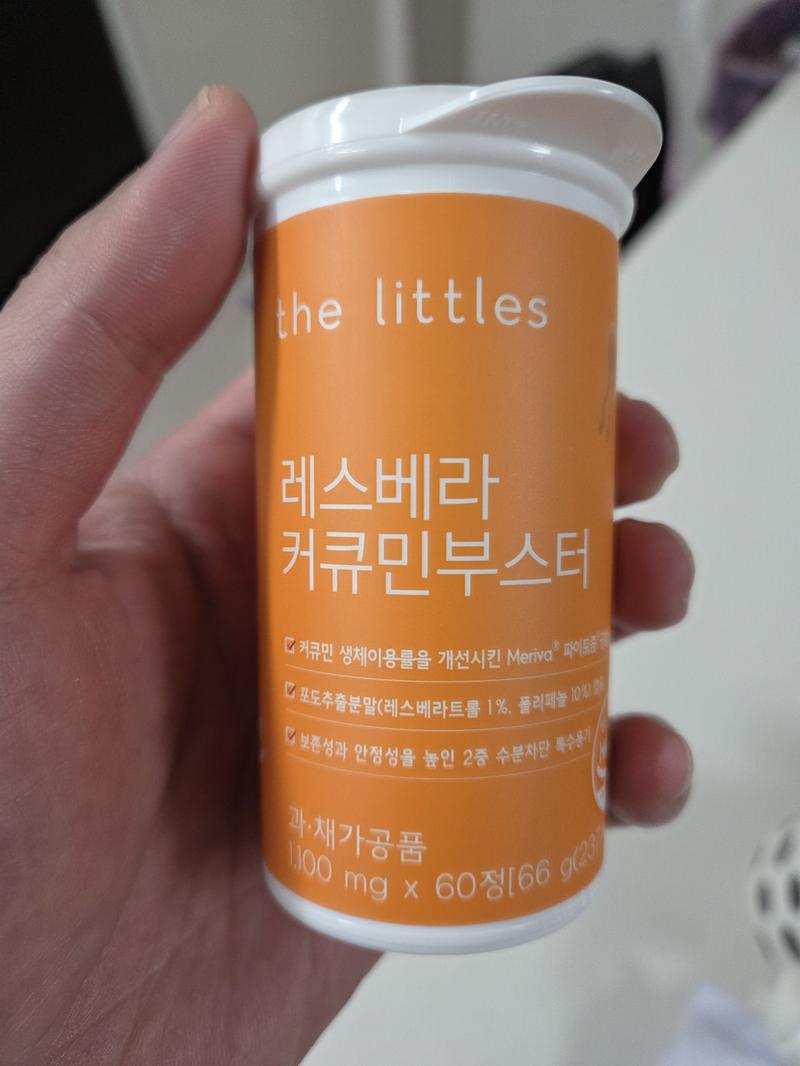 the littles
레스베라
커큐민부스터
커큐민 생체이용률을 개선시킨 Meriva® 파이토좀®
포도추출분말(레스베라트롤 1%, 폴리페놀 10%)
보존성과 안정성을 높인 2중 수분차단 특수용기
과·채가공품
1,100 mg x 60정[66 g(237